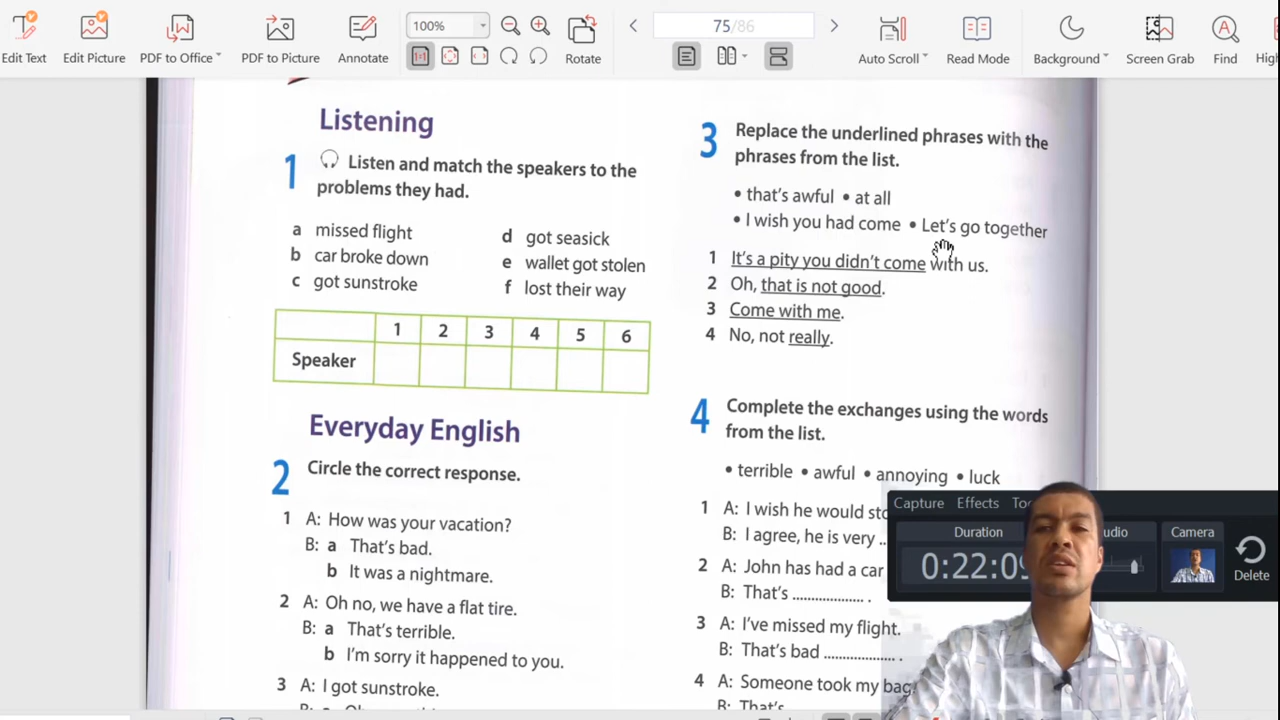 Edit Text
Edit Picture
PDF to Office
PDF to Picture
Annotate
100%
Rotate
75/86
Auto Scroll
Read Mode
Background
Screen Grab
Find
Listening
1 Listen and match the speakers to the
problems they had.
a missed flight
b car broke down
c got sunstroke
d got seasick
e wallet got stolen
f lost their way
1 2 3 4 5 6
Speaker
Everyday English
2 Circle the correct response.
1 A: How was your vacation?
B: a That's bad.
b It was a nightmare.
2 A: Oh no, we have a flat tire.
B: a That's terrible.
b I'm sorry it happened to you.
3 A: I got sunstroke.
3 Replace the underlined phrases with the
phrases from the list.
• that's awful • at all
• I wish you had come • Let's go together
1 It's a pity you didn't come with us.
2 Oh, that is not good.
3 Come with me.
4 No, not really.
4 Complete the exchanges using the words
from the list.
• terrible • awful • annoying • luck
1 A: I wish he would
B: I agree, he is very ..
2 A: John has had a car
B: That's .................. .
3 A: I've missed my flight.
B: That's bad .................. .
4 A: Someone took my bag
B: That's
Capture Effects
Duration
0:22:0
Camera
Delete